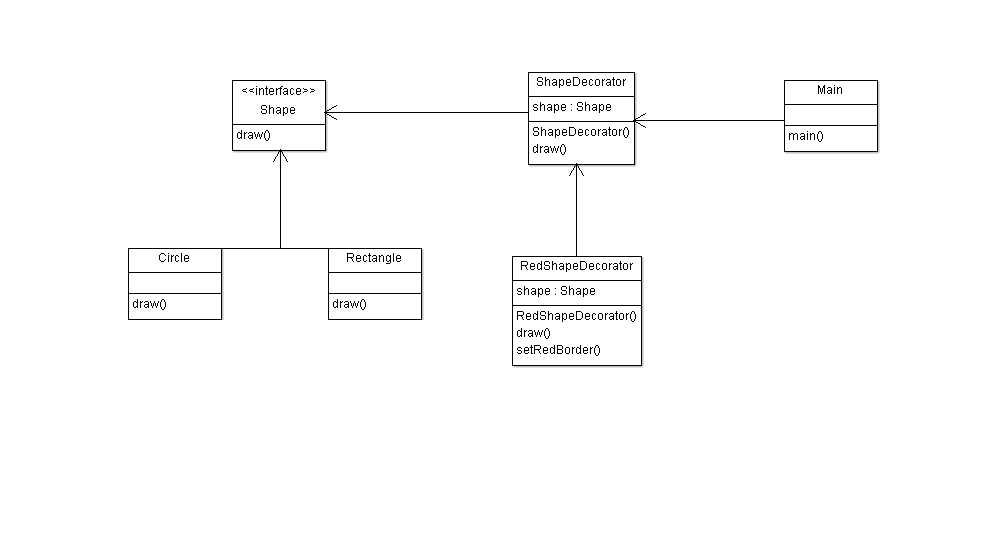 <<interface>>
Shape
draw()
ShapeDecorator
shape : Shape
ShapeDecorator()
draw()
Main
main()
Circle
draw()
Rectangle
draw()
RedShapeDecorator
shape : Shape
RedShapeDecorator()
draw()
setRedBorder()